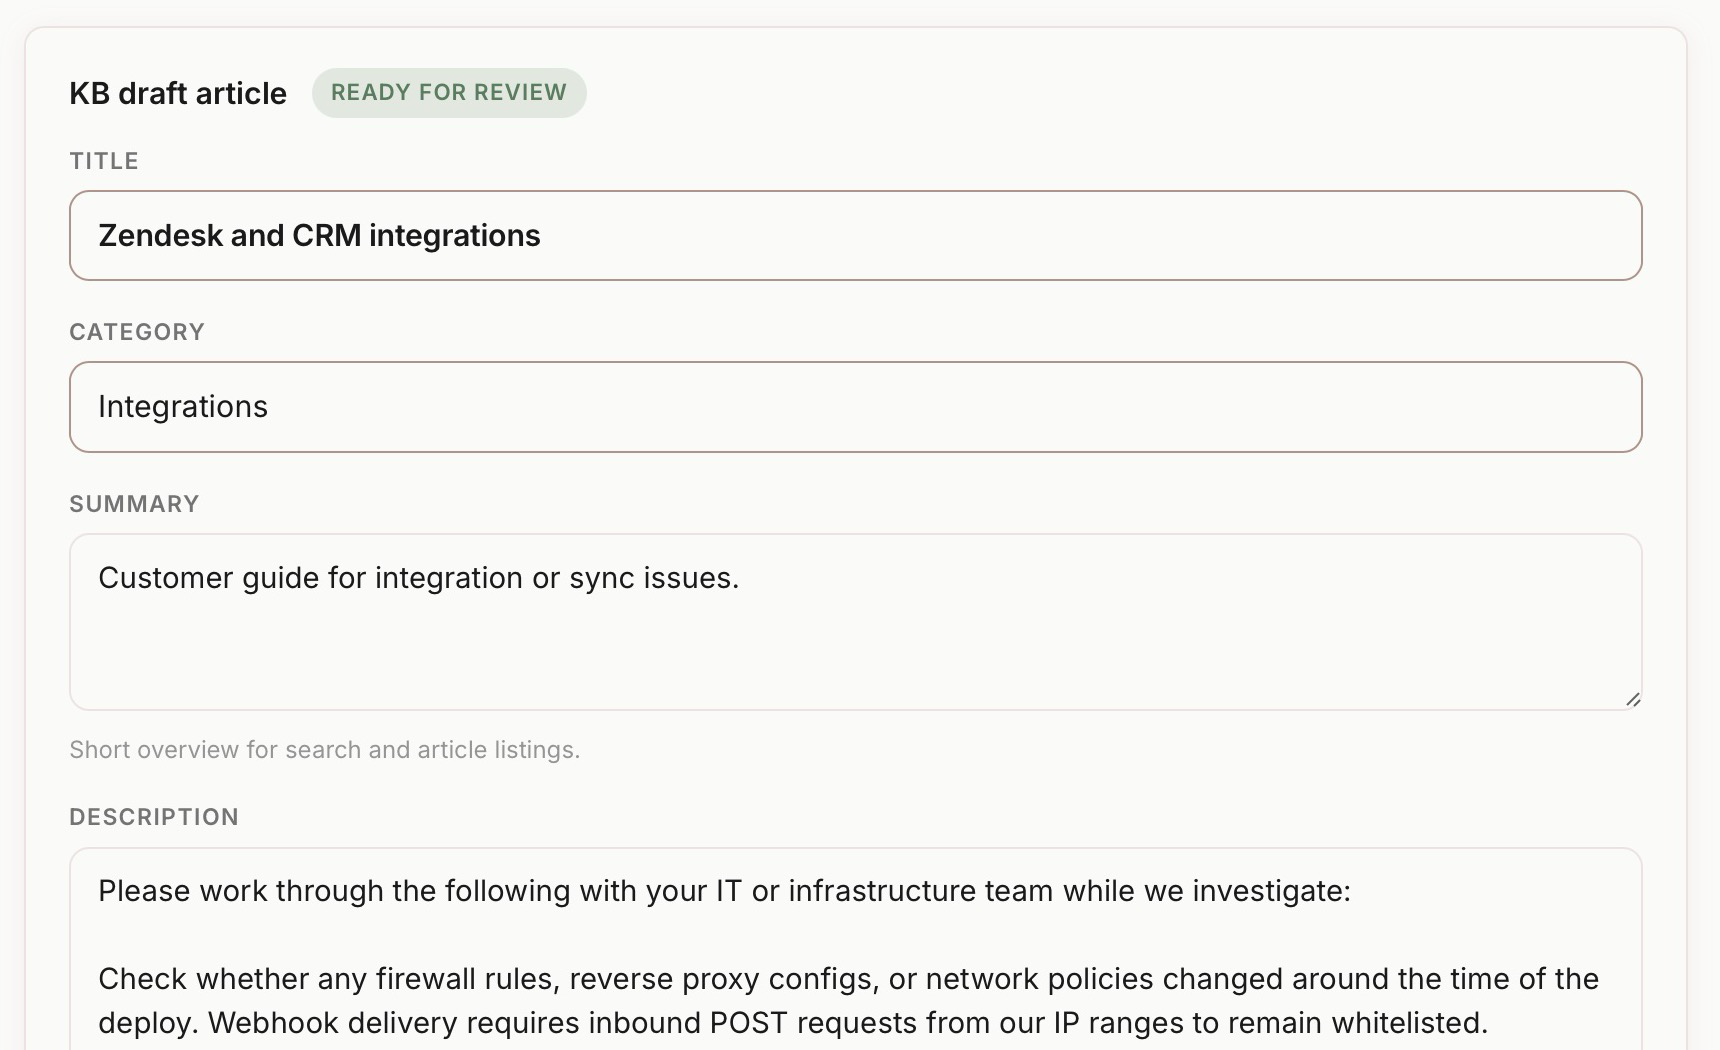 KB draft article
READY FOR REVIEW
TITLE
Zendesk and CRM integrations
CATEGORY
Integrations
SUMMARY
Customer guide for integration or sync issues.
Short overview for search and article listings.
DESCRIPTION
Please work through the following with your IT or infrastructure team while we investigate:
Check whether any firewall rules, reverse proxy configs, or network policies changed around the time of the
deploy. Webhook delivery requires inbound POST requests from our IP ranges to remain whitelisted.